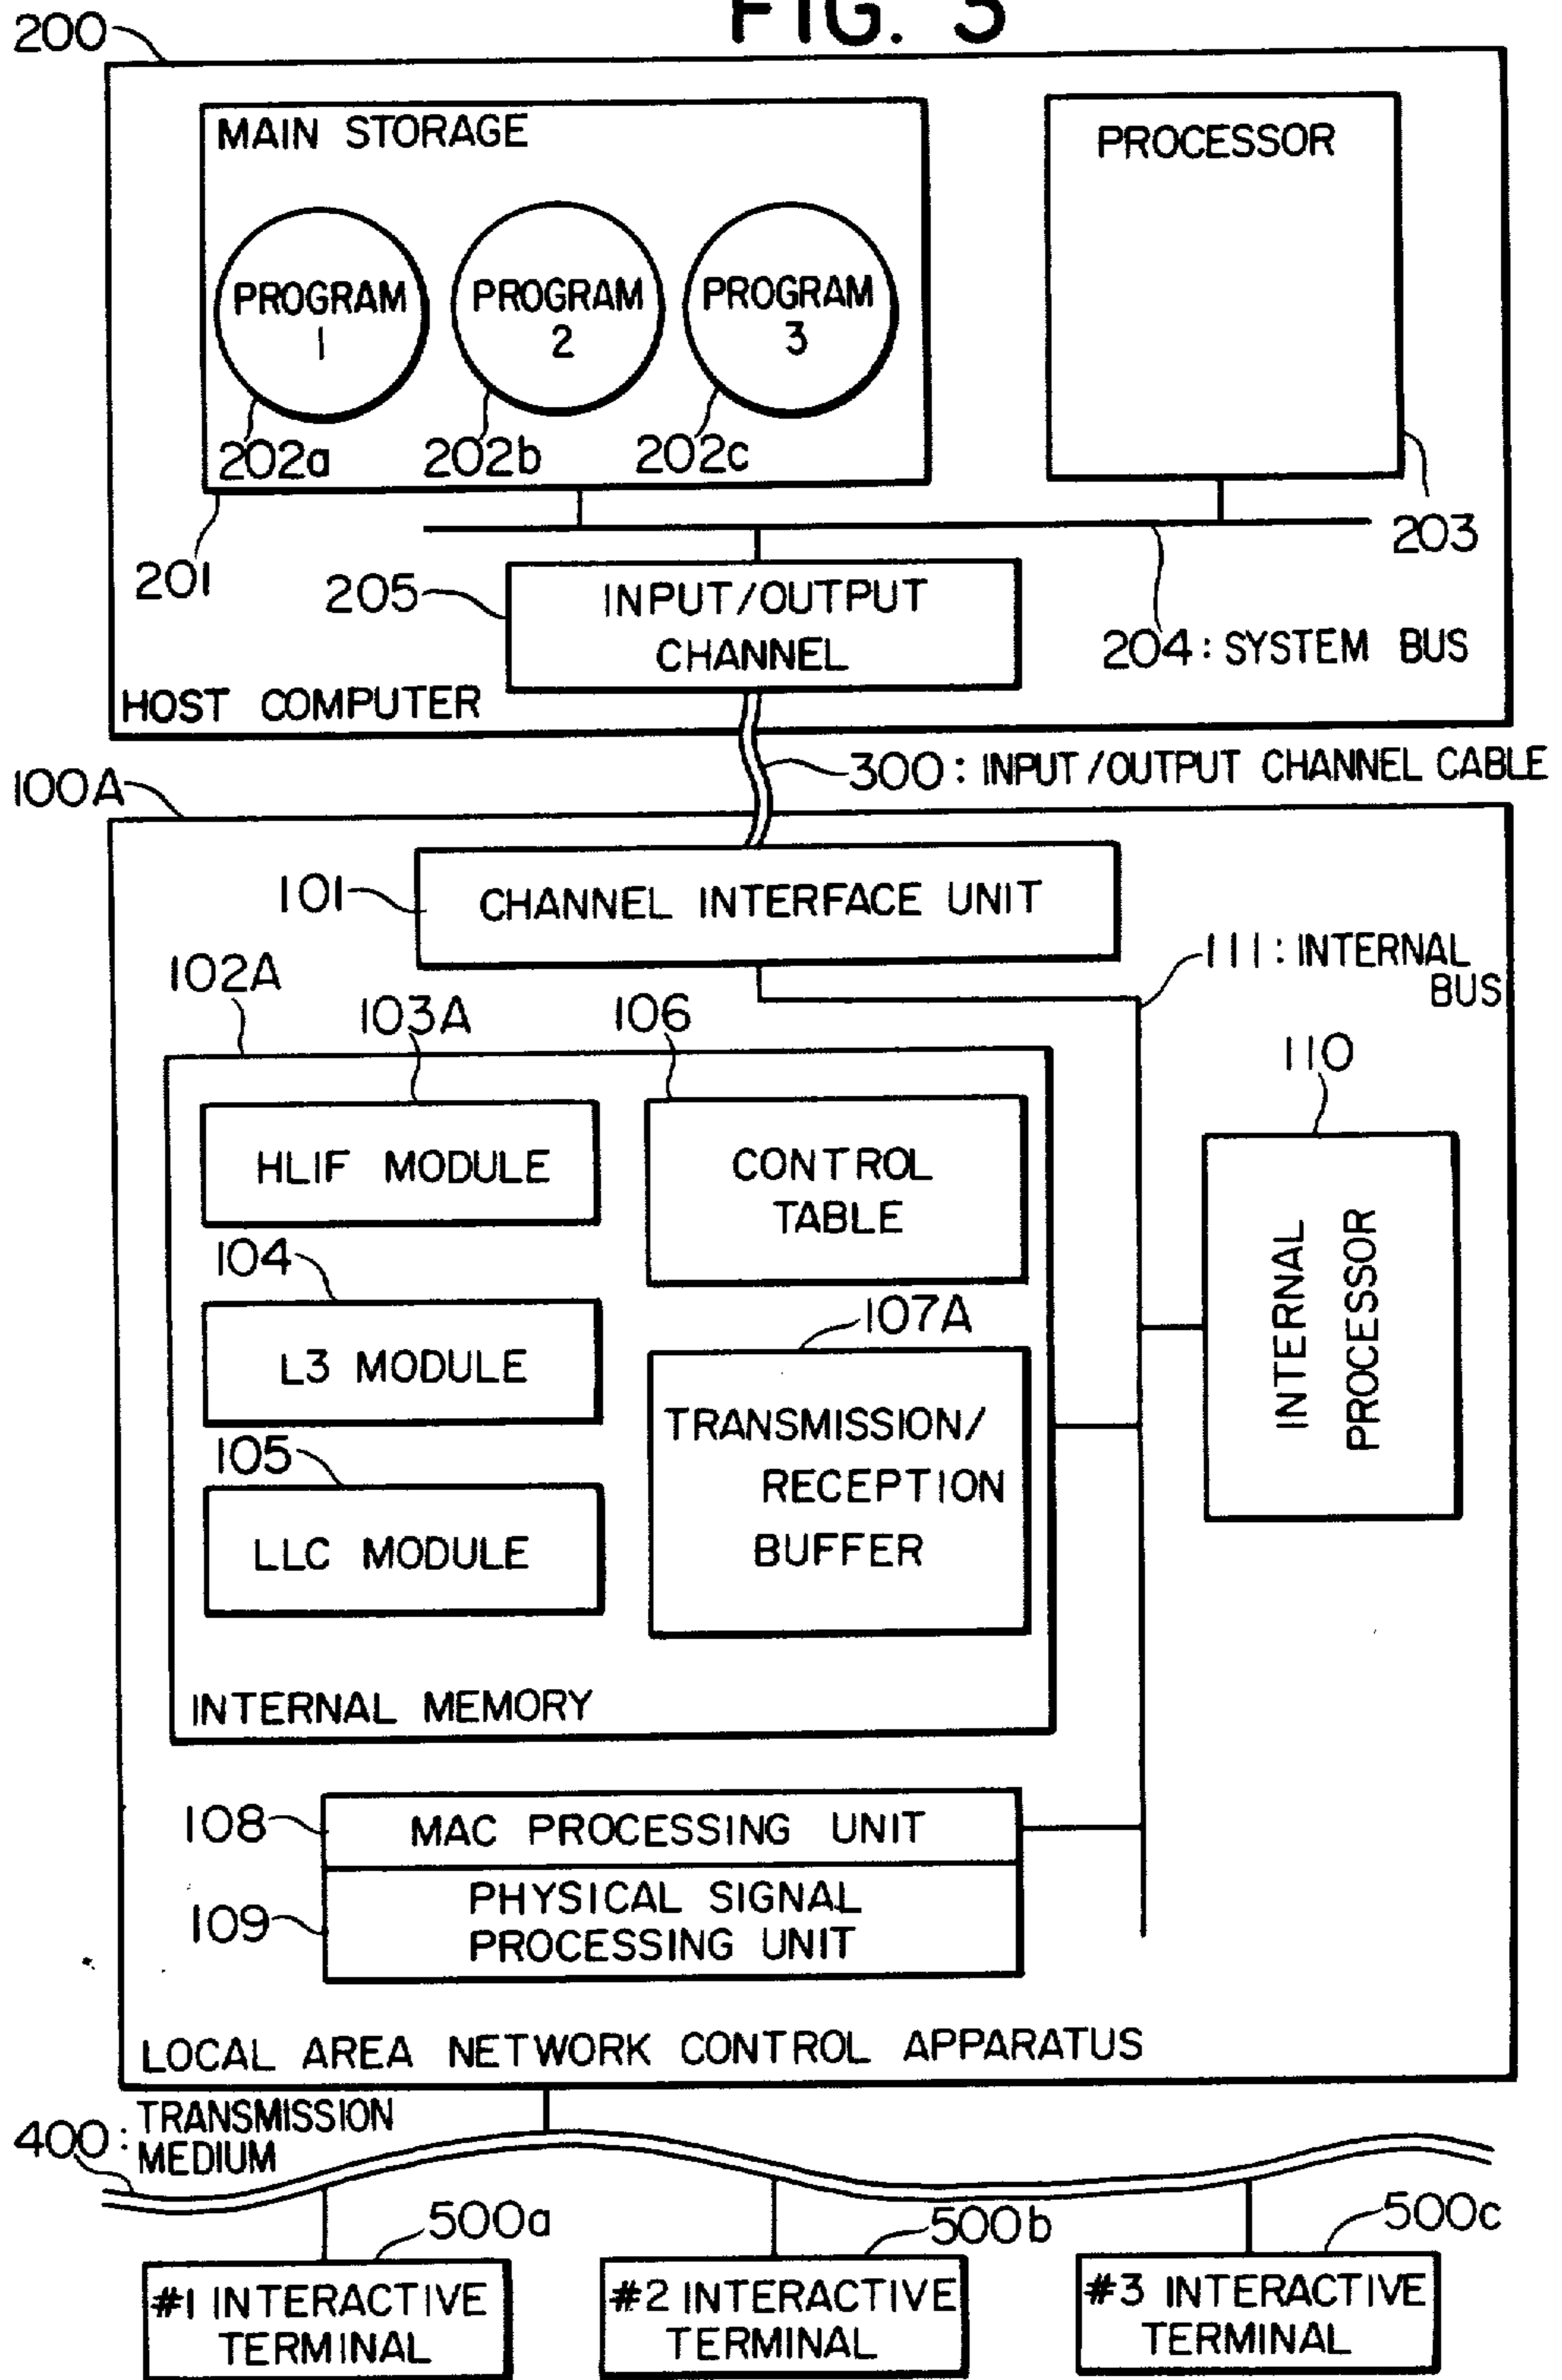 FIG. 3
200
MAIN STORAGE
PROCESSOR
PROGRAM
1
PROGRAM
2
PROGRAM
3
202a
202b
202c
201
203
205
INPUT/OUTPUT
CHANNEL
204: SYSTEM BUS
HOST COMPUTER
300: INPUT/OUTPUT CHANNEL CABLE
100A
101
CHANNEL INTERFACE UNIT
111: INTERNAL
BUS
102A
103A
106
110
HLIF MODULE
CONTROL
TABLE
104
L3 MODULE
107A
TRANSMISSION/
RECEPTION
BUFFER
INTERNAL
PROCESSOR
105
LLC MODULE
INTERNAL MEMORY
108
MAC PROCESSING UNIT
109
PHYSICAL SIGNAL
PROCESSING UNIT
LOCAL AREA NETWORK CONTROL APPARATUS
400: TRANSMISSION
MEDIUM
500a
500b
500c
#1 INTERACTIVE
TERMINAL
#2 INTERACTIVE
TERMINAL
#3 INTERACTIVE
TERMINAL